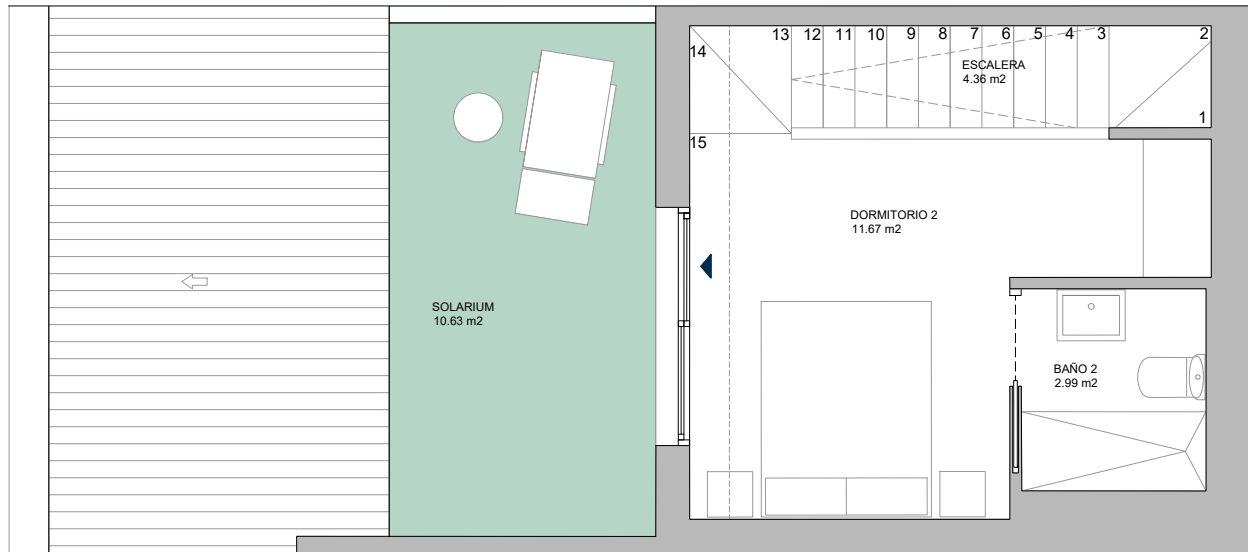 14 13 12 11 10 9 8 7 6 5 4 3 2
ESCALERA
4.36 m2
1
15
DORMITORIO 2
11.67 m2
SOLARIUM
10.63 m2
BAÑO 2
2.99 m2